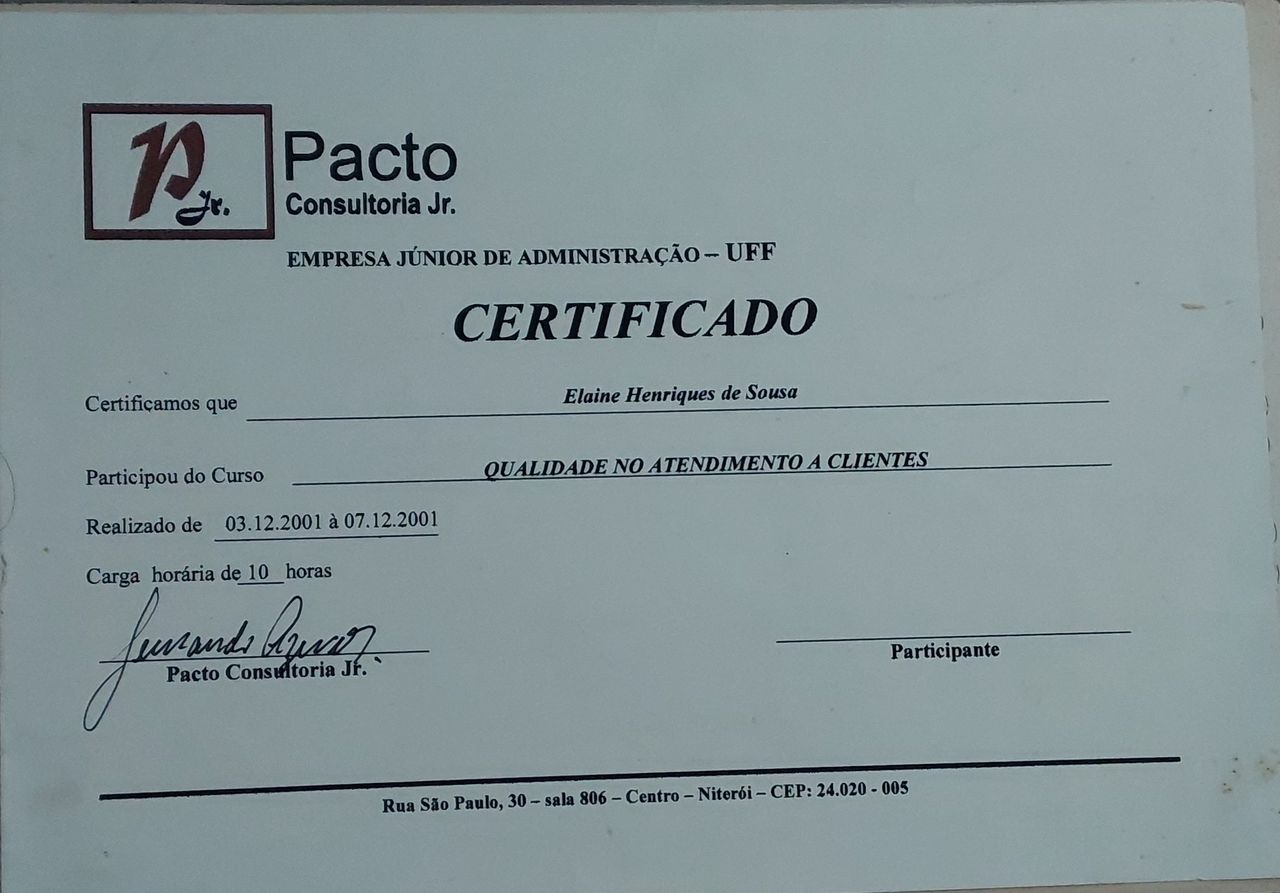 P Jr.
Pacto
Consultoria Jr.
EMPRESA JÚNIOR DE ADMINISTRAÇÃO – UFF
CERTIFICADO
Certificamos que Elaine Henriques de Sousa
Participou do Curso QUALIDADE NO ATENDIMENTO A CLIENTES
Realizado de 03.12.2001 à 07.12.2001
Carga horária de 10 horas
Pacto Consultoria Jr.
Participante
Rua São Paulo, 30 – sala 806 – Centro – Niterói – CEP: 24.020 - 005